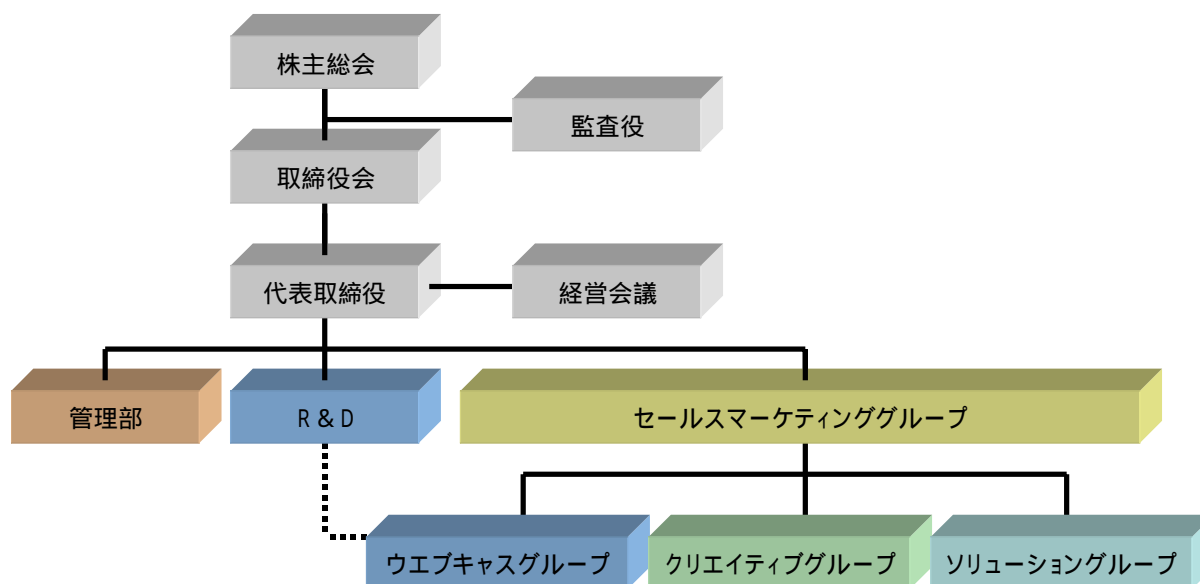 株主総会
監査役
取締役会
代表取締役
経営会議
管理部
R & D
セールスマーケティンググループ
ウエブキャスグループ
クリエイティブグループ
ソリューショングループ